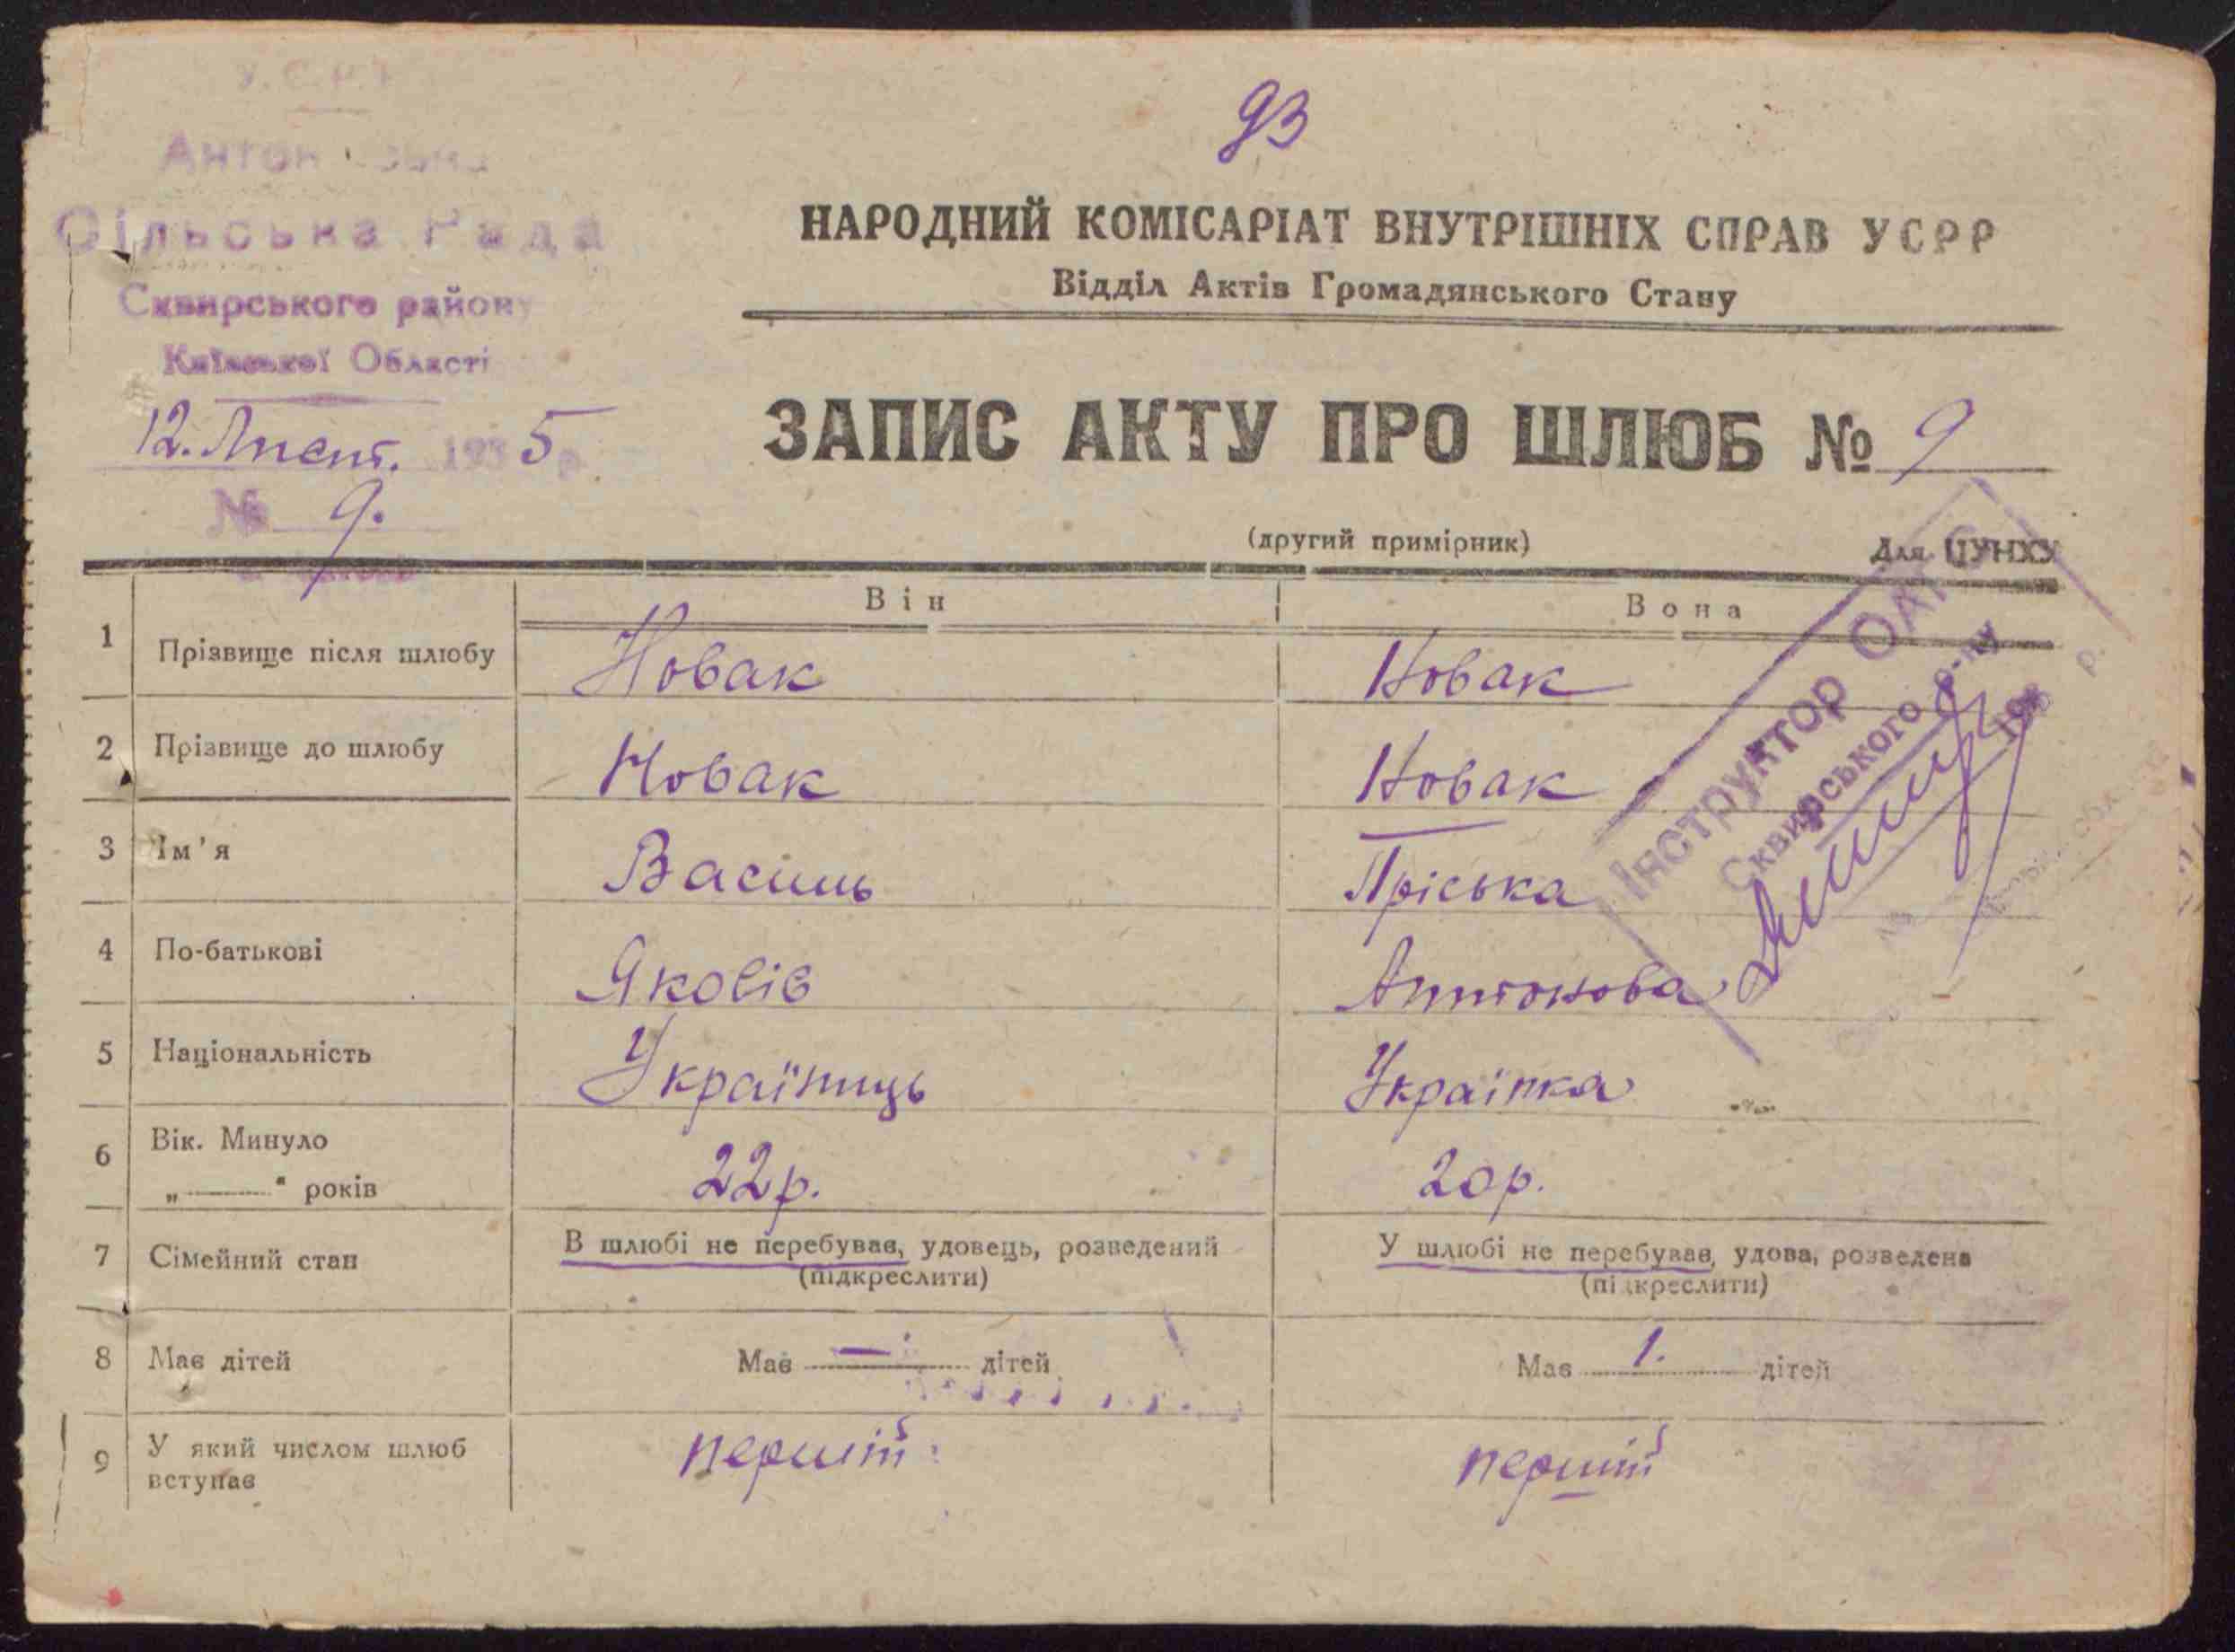 У.С.Р.Р.
93
Сільська Рада
Сквирського району
Київської Області
12. Лист. 1935 р.
№ 9.
НАРОДНИЙ КОМІСАРІАТ ВНУТРІШНІХ СПРАВ УСРР
Відділ Актів Громадянського Стану
ЗАПИС АКТУ ПРО ШЛЮБ № 9
(другий примірник) Для ЦУНХУ
Він Вона
1 Прізвище після шлюбу Новак Новак
2 Прізвище до шлюбу Новак Новак
3 Ім'я Василь Пріська
4 По-батькові Яковів Антонова
5 Національність Україниць Українка
6 Вік. Минуло
„ — " років 22р. 20р.
7 Сімейний стан В шлюбі не перебував, удовець, розведений У шлюбі не перебував, удова, розведена
(підкреслити) (підкреслити)
8 Має дітей Має — дітей Має 1. дітей
9 У який числом шлюб
вступає перший перший
Інструктор ОАГС
Сквирського р-ну
193 р.